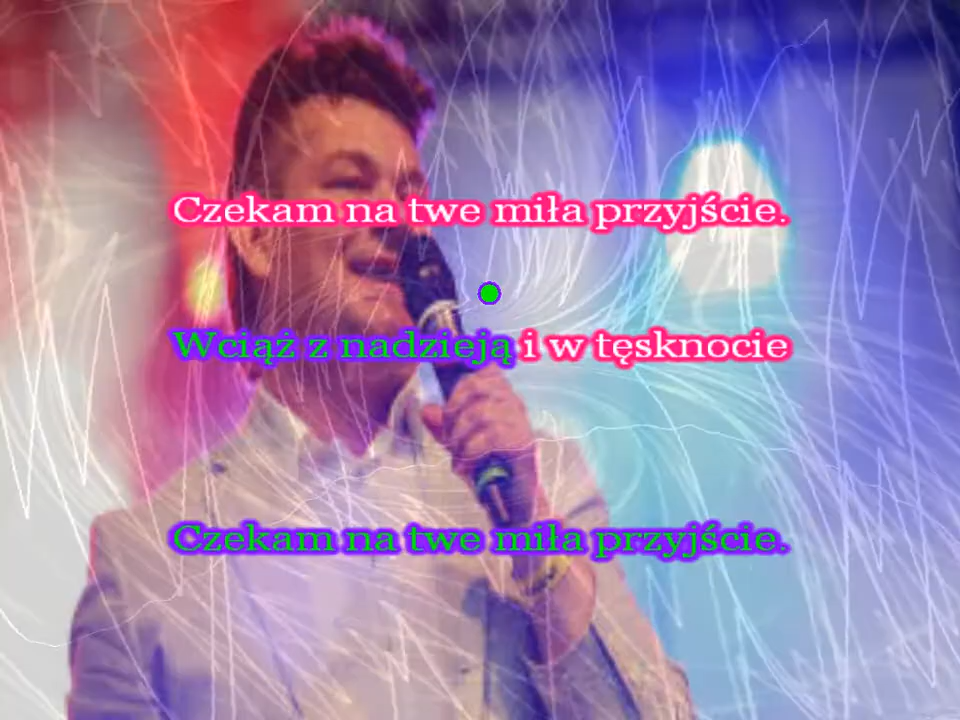 Czekam na twe miła przyjście.
Wciąż z nadzieją i w tęsknocie
Czekam na twe miła przyjście.